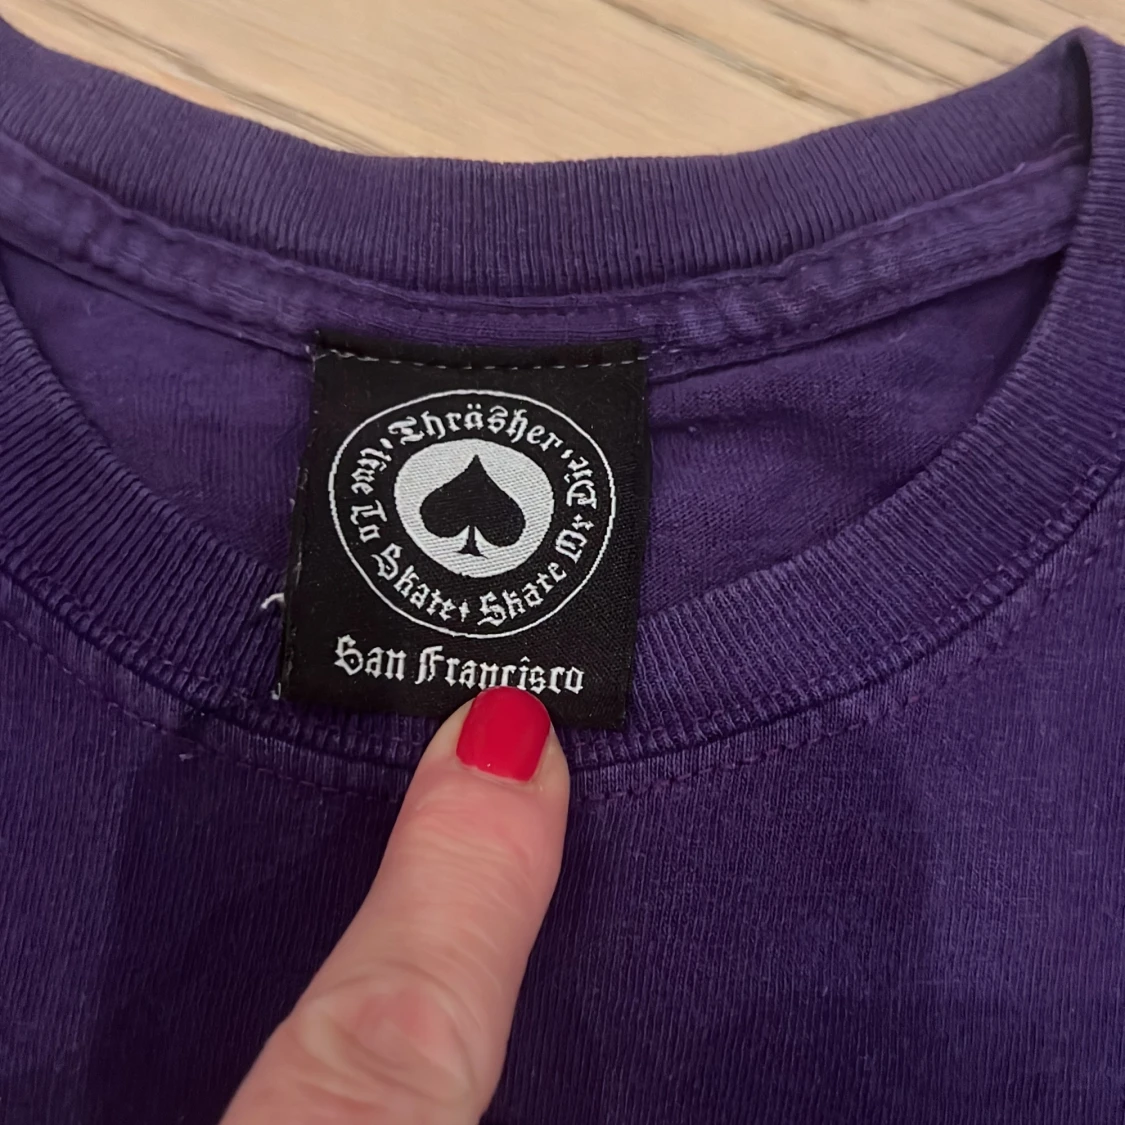 Thräsher
Skate Or Die
Live To Skate
San Francisco